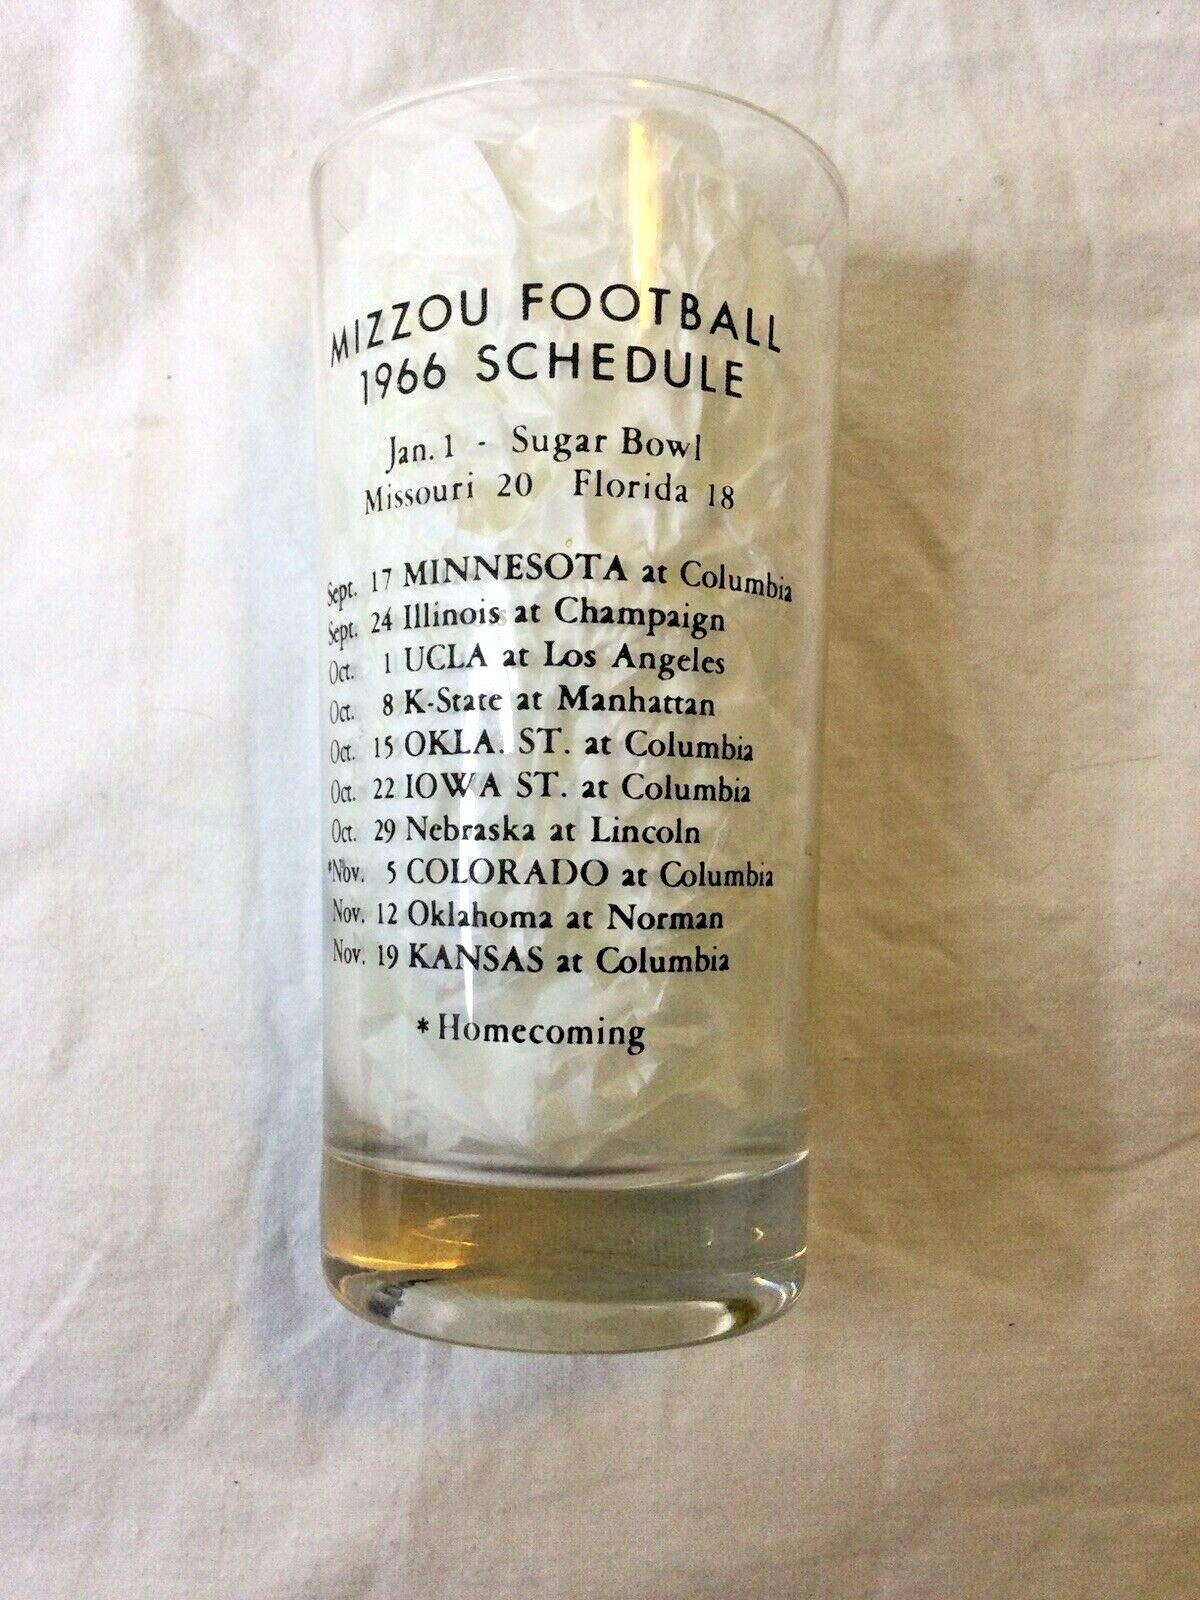 MIZZOU FOOTBALL
1966 SCHEDULE
Jan. 1 - Sugar Bowl
Missouri 20 Florida 18
Sept. 17 MINNESOTA at Columbia
Sept. 24 Illinois at Champaign
Oct. 1 UCLA at Los Angeles
Oct. 8 K-State at Manhattan
Oct. 15 OKLA. ST. at Columbia
Oct. 22 IOWA ST. at Columbia
Oct. 29 Nebraska at Lincoln
*Nov. 5 COLORADO at Columbia
Nov. 12 Oklahoma at Norman
Nov. 19 KANSAS at Columbia
*Homecoming